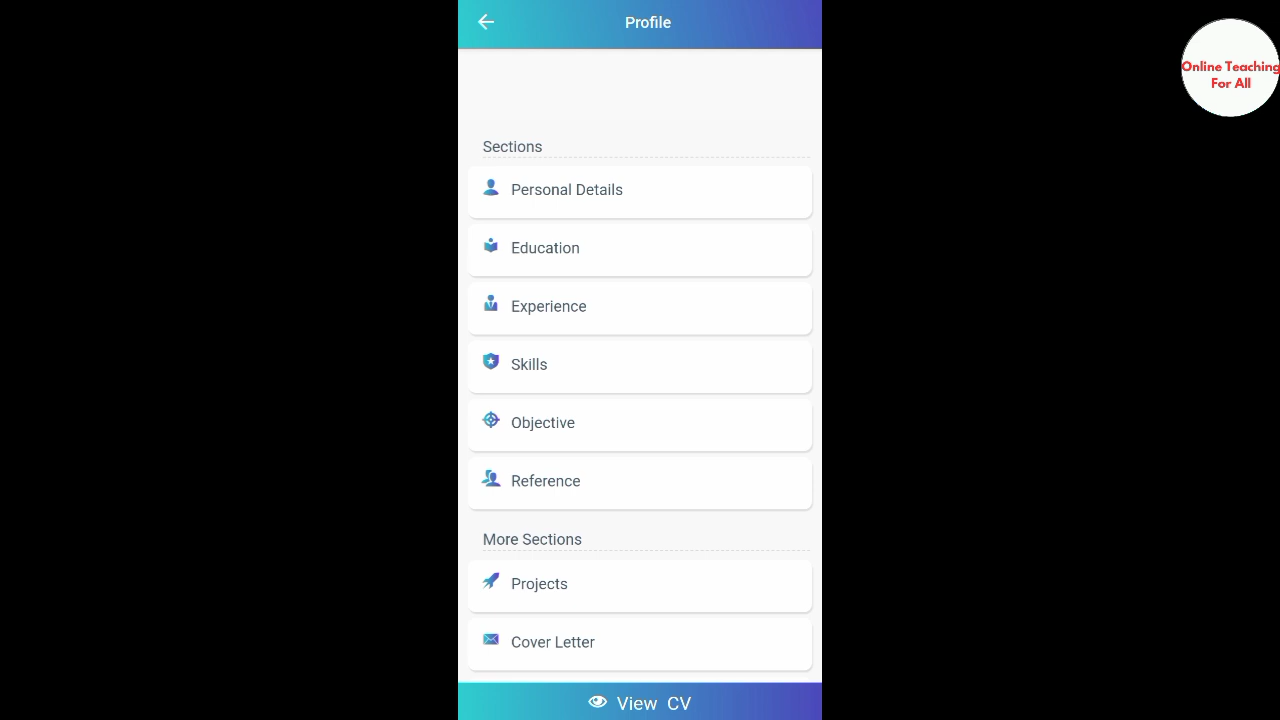 Profile
Online Teaching
For All
Sections
Personal Details
Education
Experience
Skills
Objective
Reference
More Sections
Projects
Cover Letter
View CV